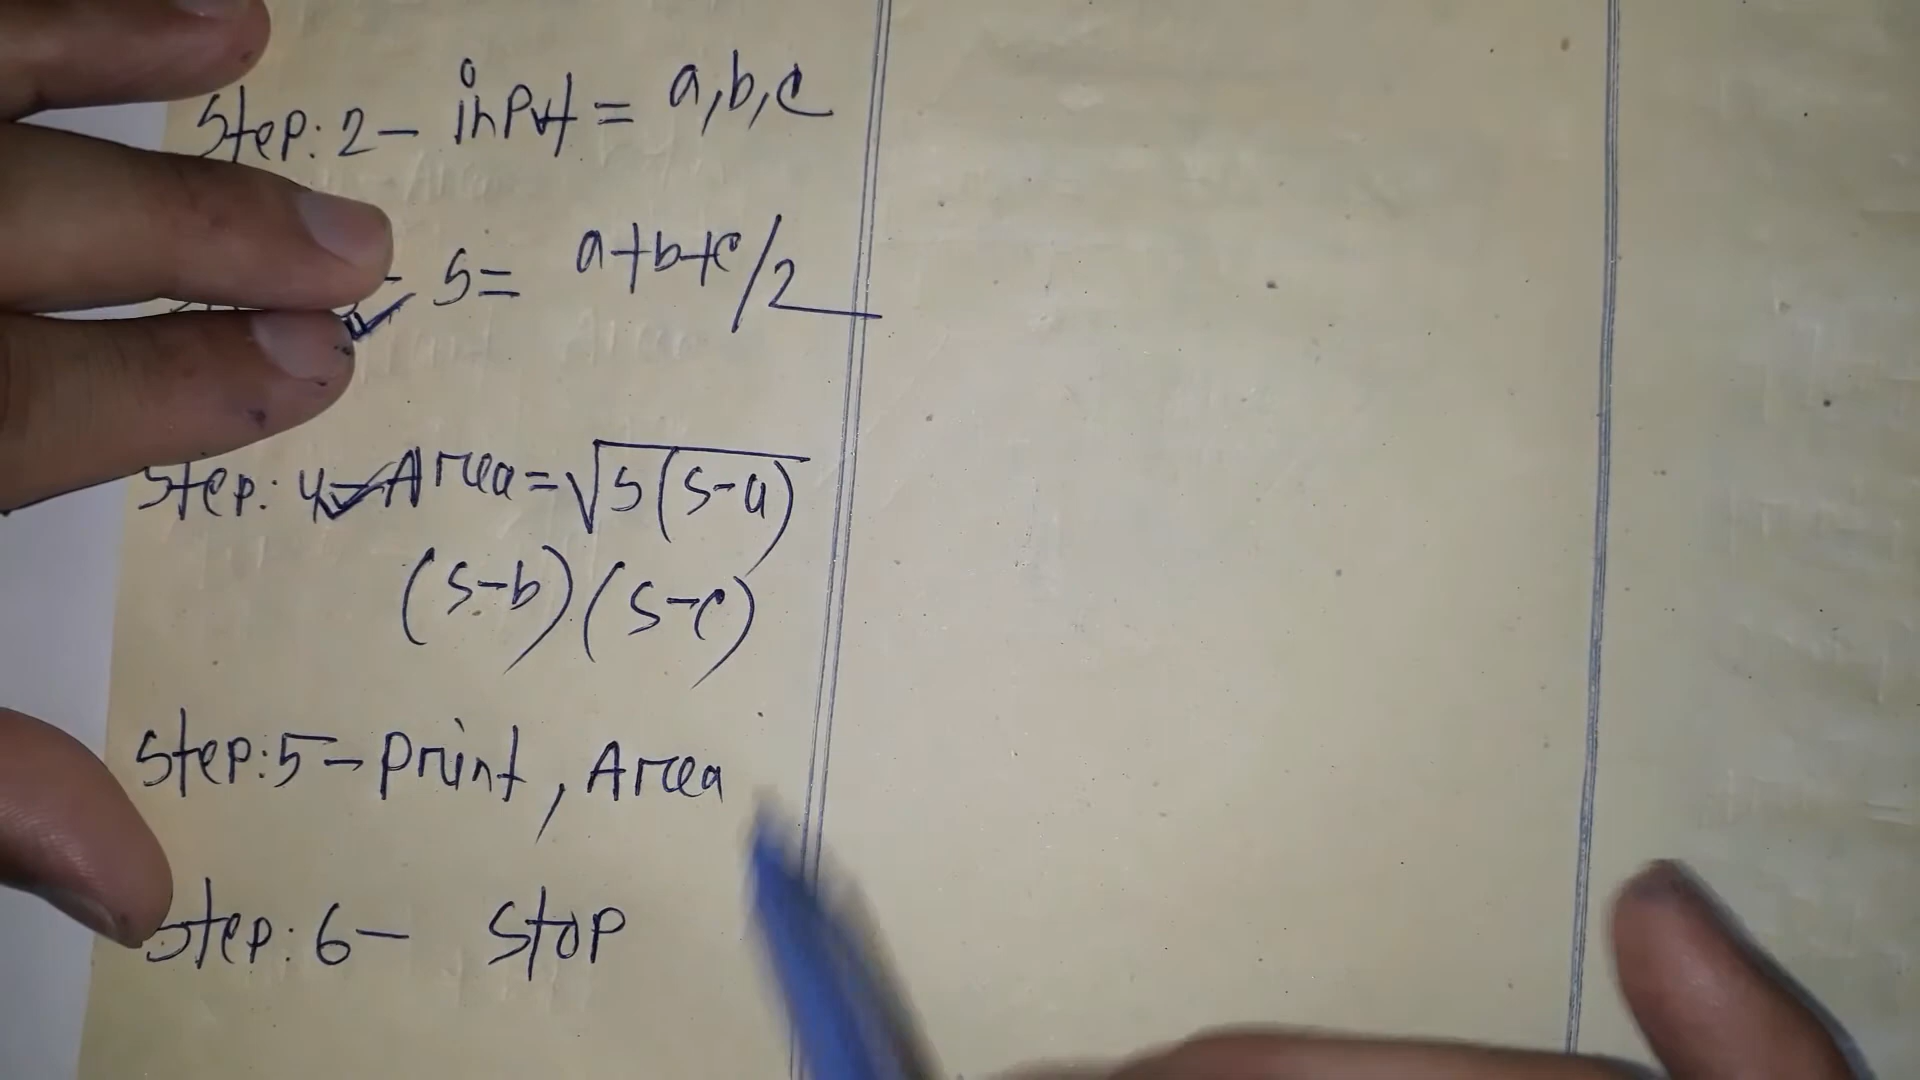 Step: 2 - input = a,b,c
- S= a+b+c/2
Step: 4 - Area = √s(s-a)
(s-b)(s-c)
Step: 5 - Print, Area
Step: 6 - Stop